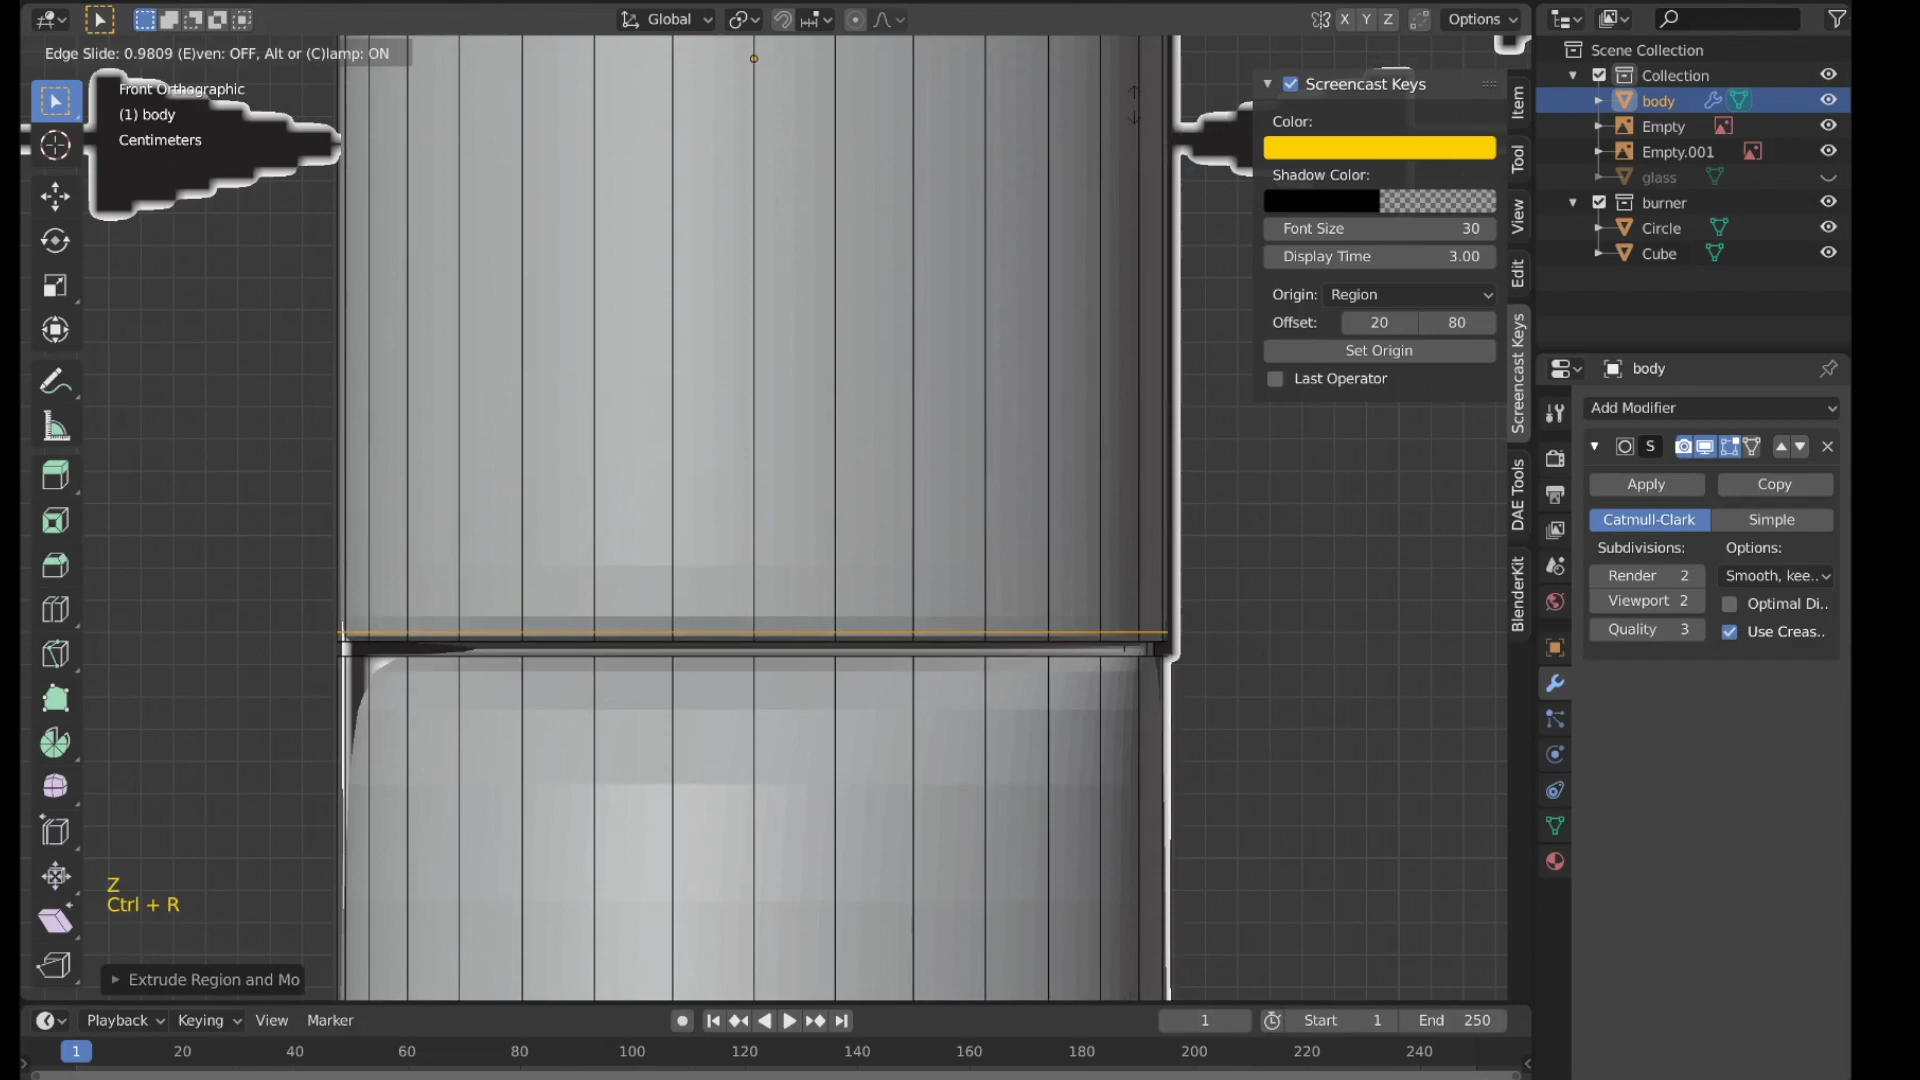 Global
X Y Z
Options
Edge Slide: 0.9809 (E)ven: OFF, Alt or (C)lamp: ON
Front Orthographic
(1) body
Centimeters
Screencast Keys
Color:
Shadow Color:
Font Size 30
Display Time 3.00
Origin: Region
Offset: 20 80
Set Origin
Last Operator
Item
Tool
View
Edit
Screencast Keys
DAE Tools
BlenderKit
Scene Collection
Collection
body
Empty
Empty.001
glass
burner
Circle
Cube
body
Add Modifier
S
Apply Copy
Catmull-Clark Simple
Subdivisions: Options:
Render 2 Smooth, kee..
Viewport 2 Optimal Di..
Quality 3 Use Creas..
Z
Ctrl + R
Extrude Region and Mo
Playback Keying View Marker
1 Start 1 End 250
1 20 40 60 80 100 120 140 160 180 200 220 240